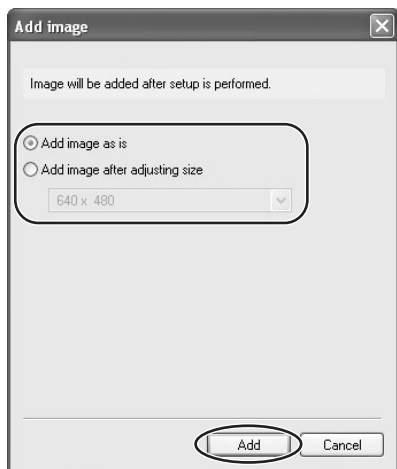 Add image
Image will be added after setup is performed.
Add image as is
Add image after adjusting size
640 x 480
Add Cancel